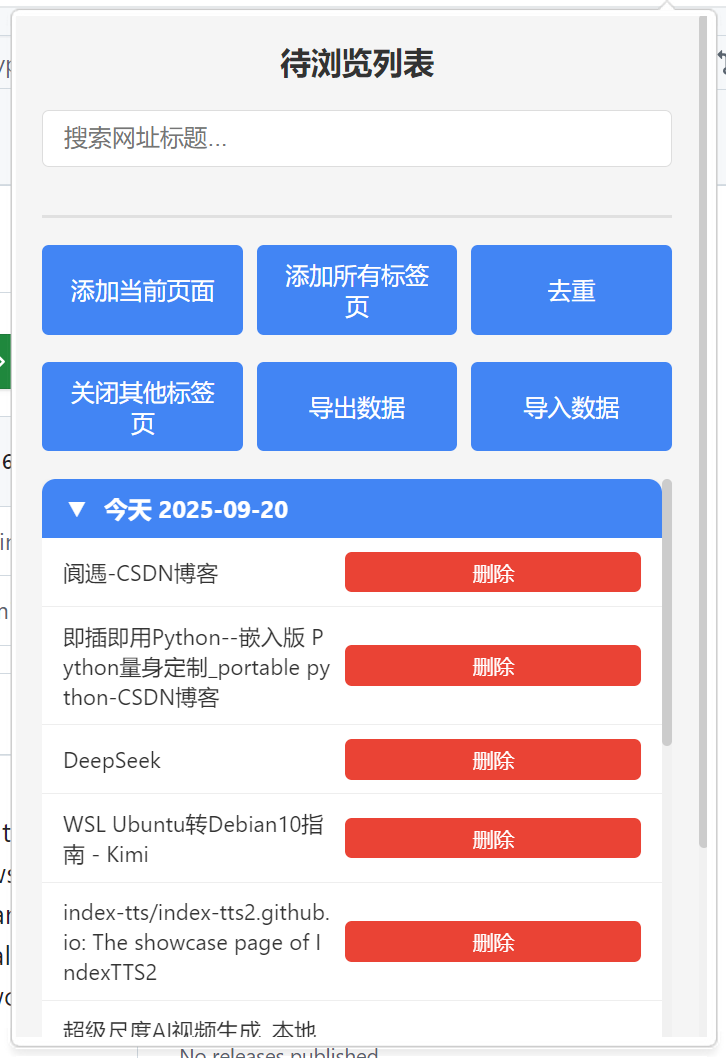 待浏览列表
搜索网址标题...
添加当前页面
添加所有标签
页
去重
关闭其他标签
页
导出数据
导入数据
▼ 今天 2025-09-20
阆遇-CSDN博客
删除
即插即用Python--嵌入版 P
ython量身定制_portable py
thon-CSDN博客
删除
DeepSeek
删除
WSL Ubuntu转Debian10指
南 - Kimi
删除
index-tts/index-tts2.github.
io: The showcase page of I
ndexTTS2
删除
超级尺度AI视频生成_本地
No releases published